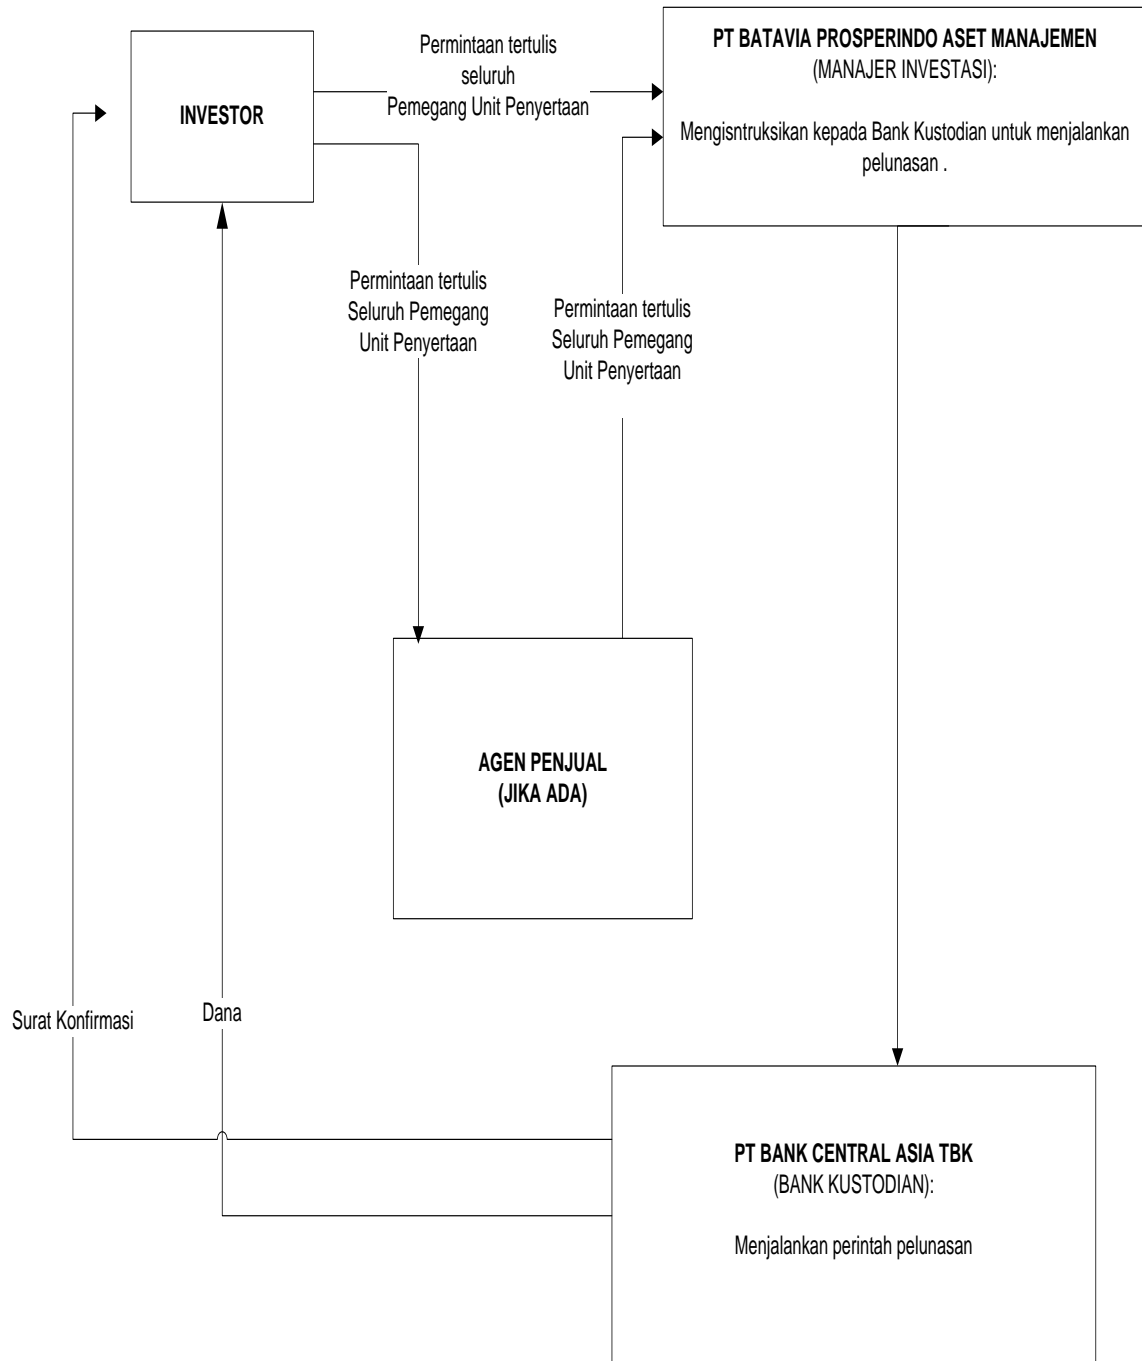 INVESTOR
Permintaan tertulis
seluruh
Pemegang Unit Penyertaan
PT BATAVIA PROSPERINDO ASET MANAJEMEN
(MANAJER INVESTASI):
Mengisntruksikan kepada Bank Kustodian untuk menjalankan
pelunasan .
Permintaan tertulis
Seluruh Pemegang
Unit Penyertaan
Permintaan tertulis
Seluruh Pemegang
Unit Penyertaan
AGEN PENJUAL
(JIKA ADA)
Surat Konfirmasi
Dana
PT BANK CENTRAL ASIA TBK
(BANK KUSTODIAN):
Menjalankan perintah pelunasan